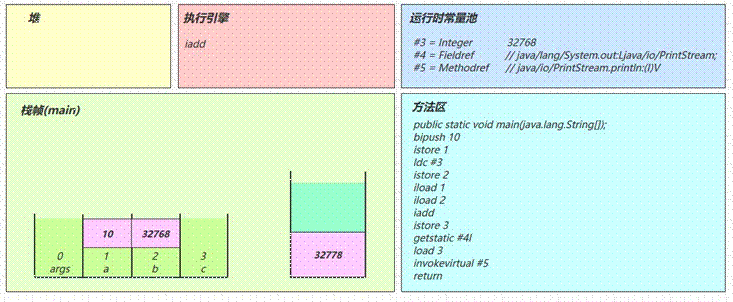 堆
执行引擎
iadd
运行时常量池
#3 = Integer 32768
#4 = Fieldref // java/lang/System.out:Ljava/io/PrintStream;
#5 = Methodref // java/io/PrintStream.println:(I)V
栈帧(main)
10 32768
0 1 2 3
args a b c
32778
方法区
public static void main(java.lang.String[]);
bipush 10
istore 1
ldc #3
istore 2
iload 1
iload 2
iadd
istore 3
getstatic #4I
load 3
invokevirtual #5
return